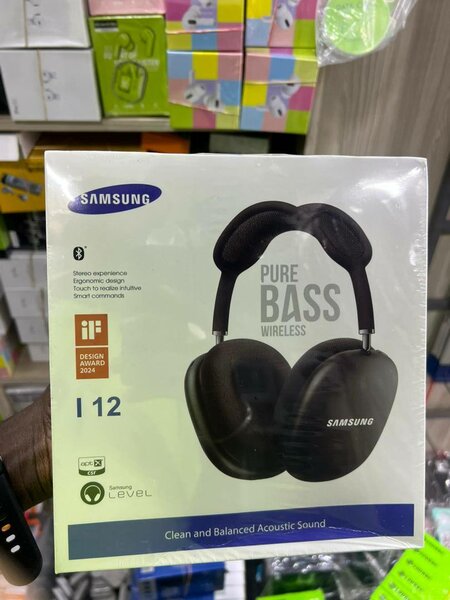 SAMSUNG
Stereo experience
Ergonomic design
Touch to realize intuitive
Smart commands
PURE
BASS
WIRELESS
iF
DESIGN
AWARD
2024
I 12
SAMSUNG
aptX
Samsung
LEVEL
Clean and Balanced Acoustic Sound